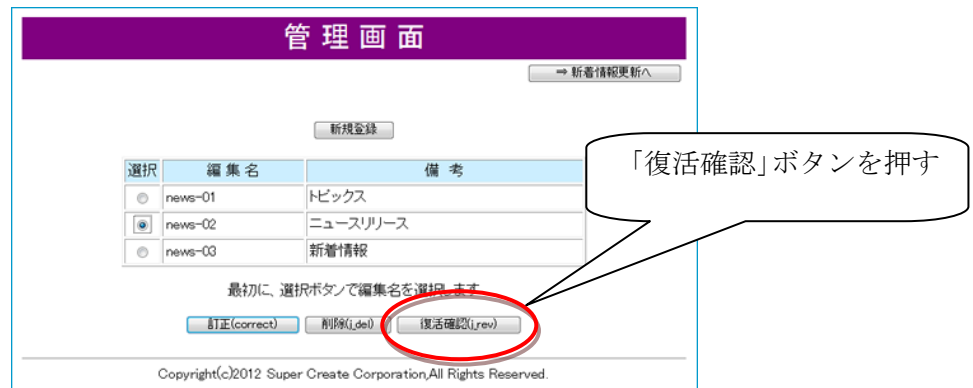 管理画面
⇒ 新着情報更新へ
新規登録
選択 編集名 備考
news-01 トピックス
news-02 ニュースリリース
news-03 新着情報
「復活確認」ボタンを押す
最初に、選択ボタンで編集名を選択します
訂正(correct) 削除(j_del) 復活確認(j_rev)
Copyright(c)2012 Super Create Corporation,All Rights Reserved.